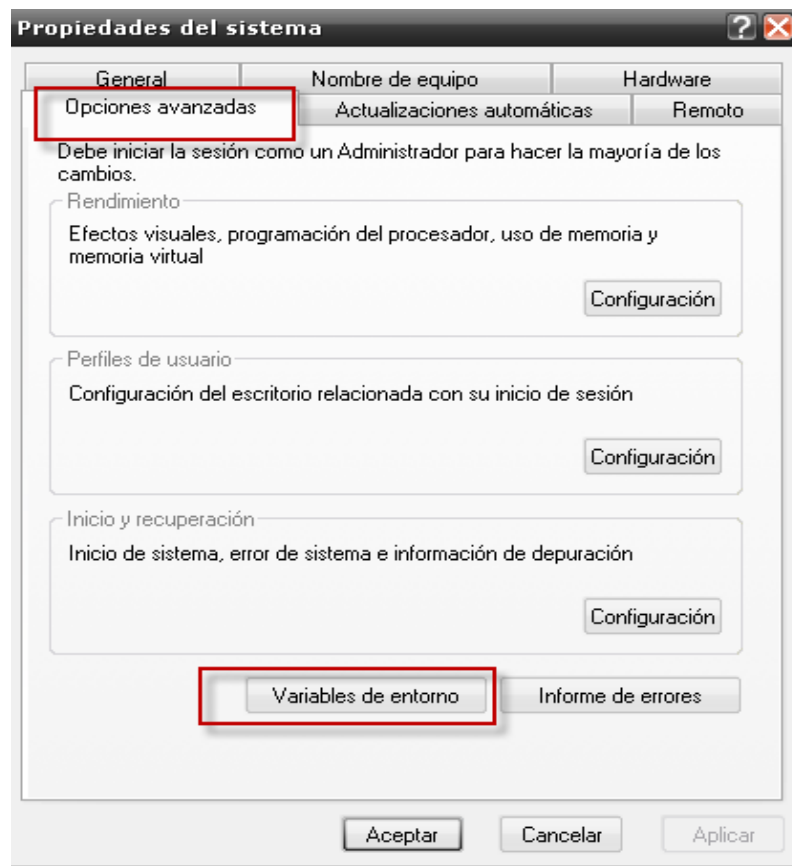 Propiedades del sistema
General
Nombre de equipo
Hardware
Opciones avanzadas
Actualizaciones automáticas
Remoto
Debe iniciar la sesión como un Administrador para hacer la mayoría de los
cambios.
Rendimiento
Efectos visuales, programación del procesador, uso de memoria y
memoria virtual
Configuración
Perfiles de usuario
Configuración del escritorio relacionada con su inicio de sesión
Configuración
Inicio y recuperación
Inicio de sistema, error de sistema e información de depuración
Configuración
Variables de entorno
Informe de errores
Aceptar
Cancelar
Aplicar